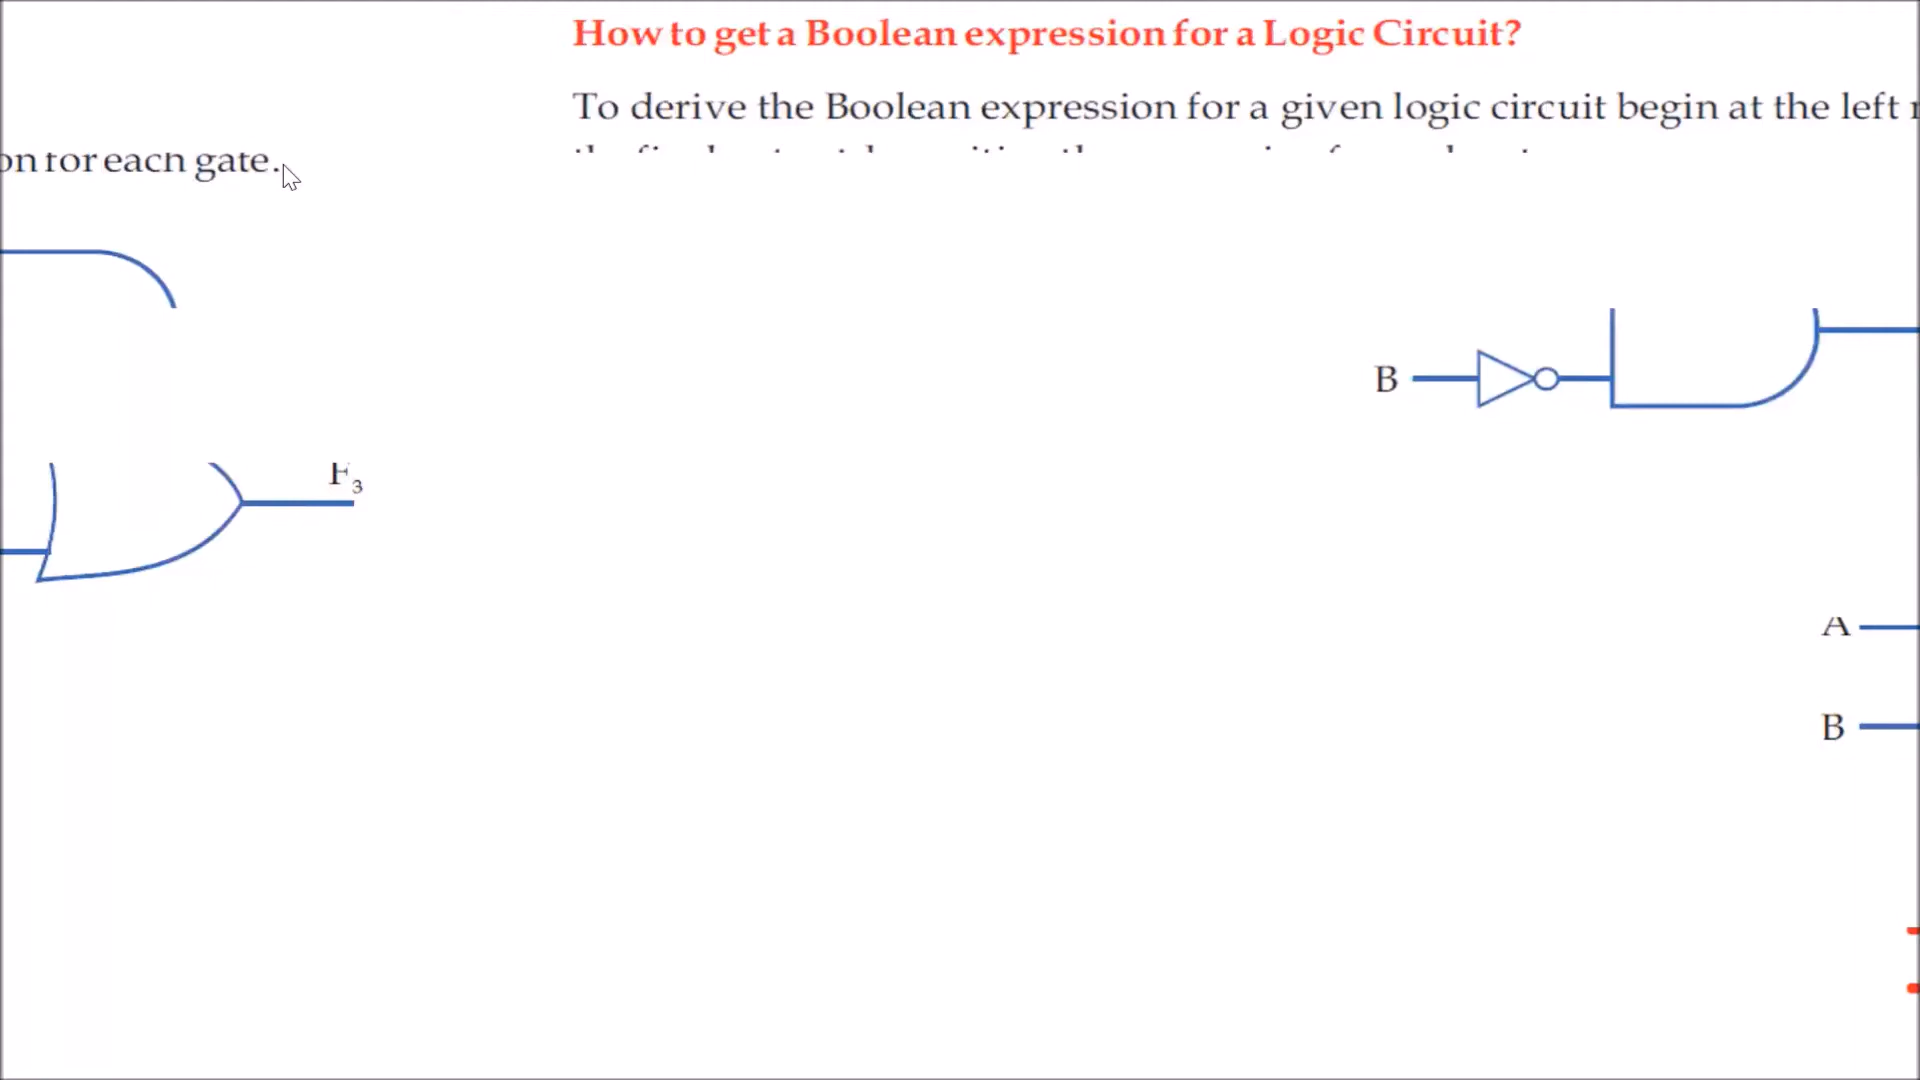 How to get a Boolean expression for a Logic Circuit?
To derive the Boolean expression for a given logic circuit begin at the left
for each gate.
B
F3
A
B